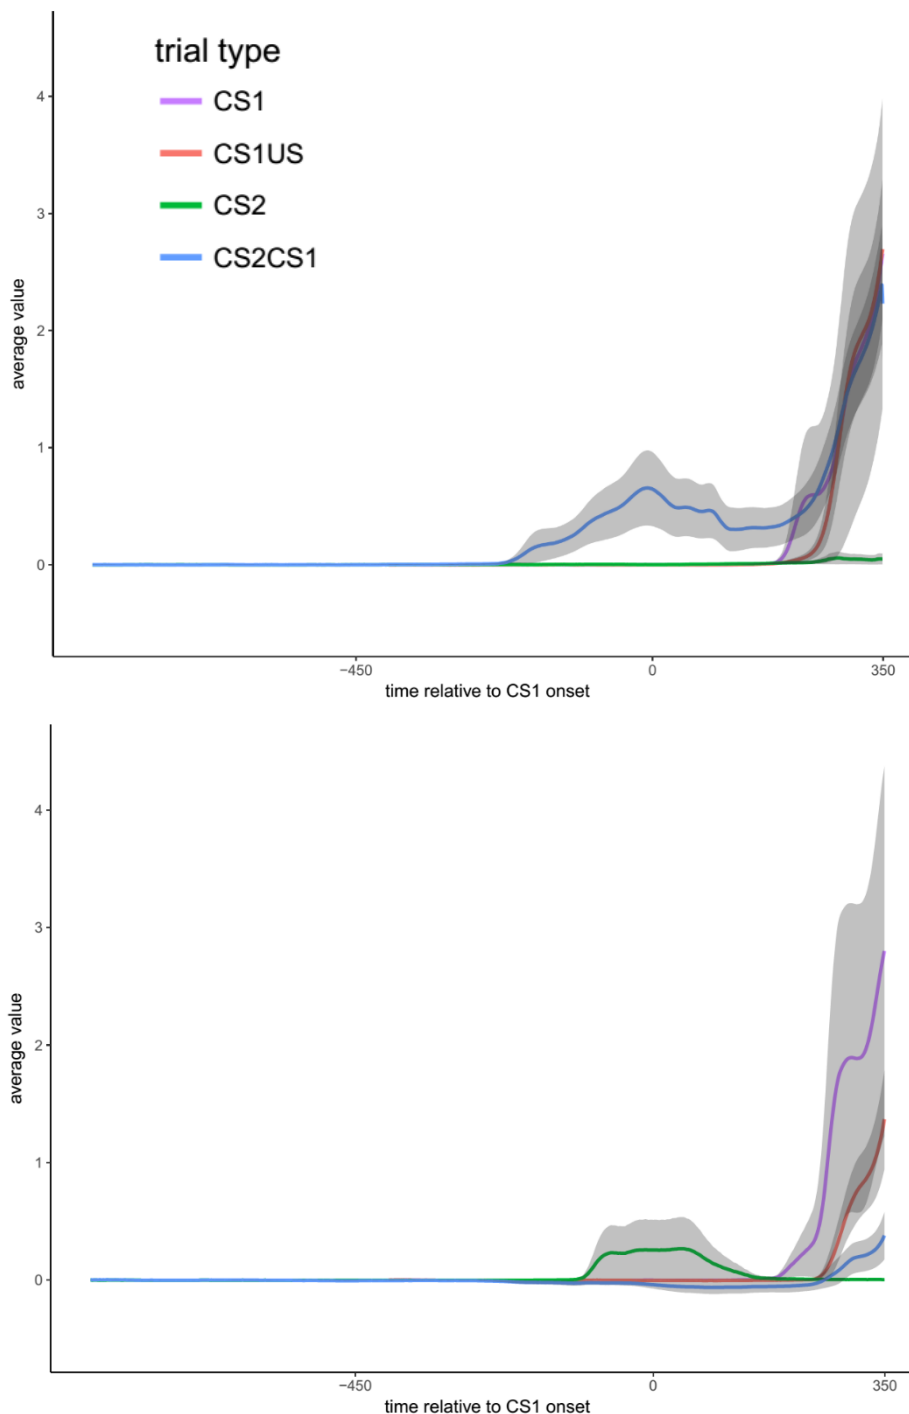 trial type
CS1
CS1US
CS2
CS2CS1
4
3
2
1
0
average value
−450
0
350
time relative to CS1 onset
4
3
2
1
0
average value
−450
0
350
time relative to CS1 onset